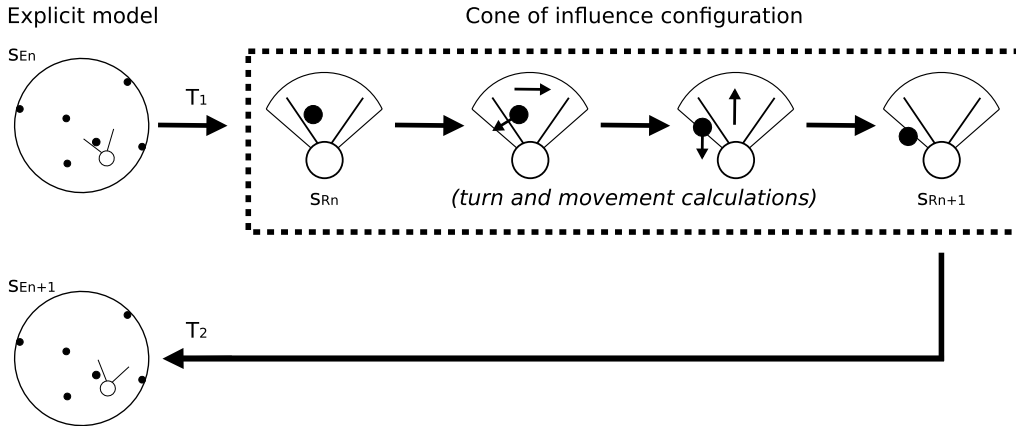 Explicit model
Cone of influence configuration
sEn
T1
sRn
(turn and movement calculations)
sRn+1
sEn+1
T2